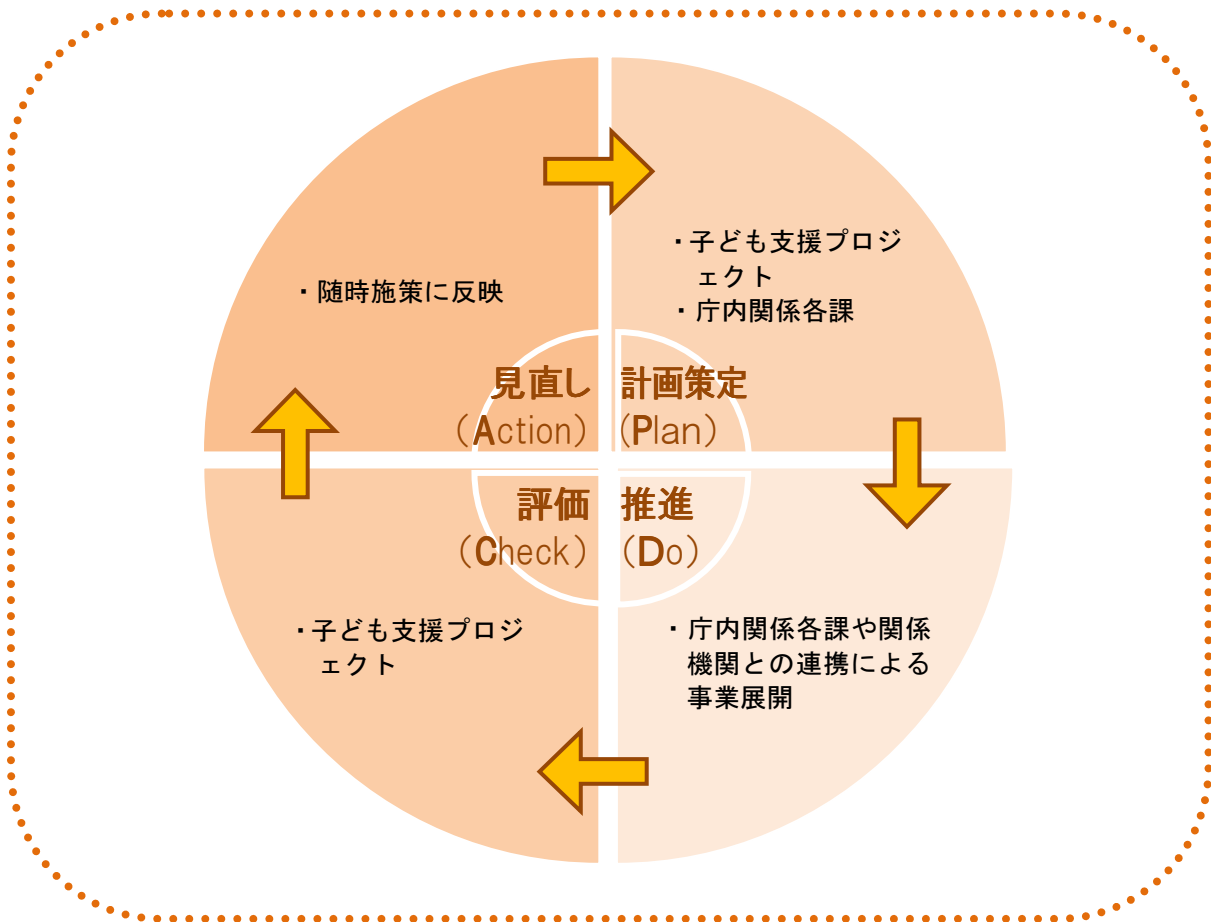 ・随時施策に反映
・子ども支援プロジ
ェクト
・庁内関係各課
見直し
(Action)
計画策定
(Plan)
評価
(Check)
推進
(Do)
・子ども支援プロジ
ェクト
・庁内関係各課や関係
機関との連携による
事業展開